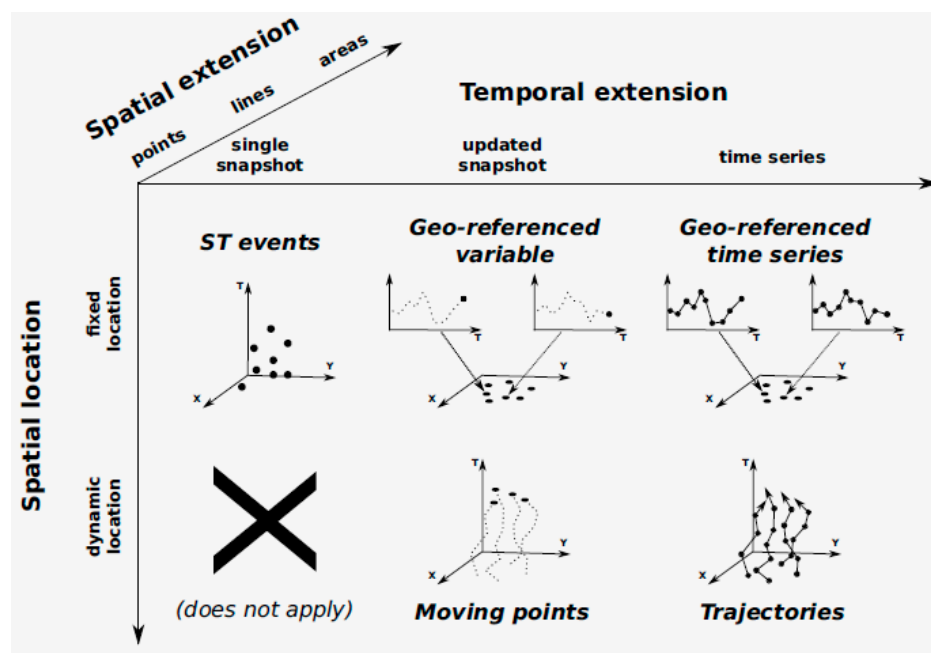 Spatial extension
points
lines
areas
Temporal extension
single
snapshot
updated
snapshot
time series
Spatial location
fixed
location
ST events
T
Y
X
Geo-referenced
variable
T
T
Y
X
Geo-referenced
time series
T
T
Y
X
dynamic
location
(does not apply)
T
Y
X
Moving points
T
Y
X
Trajectories